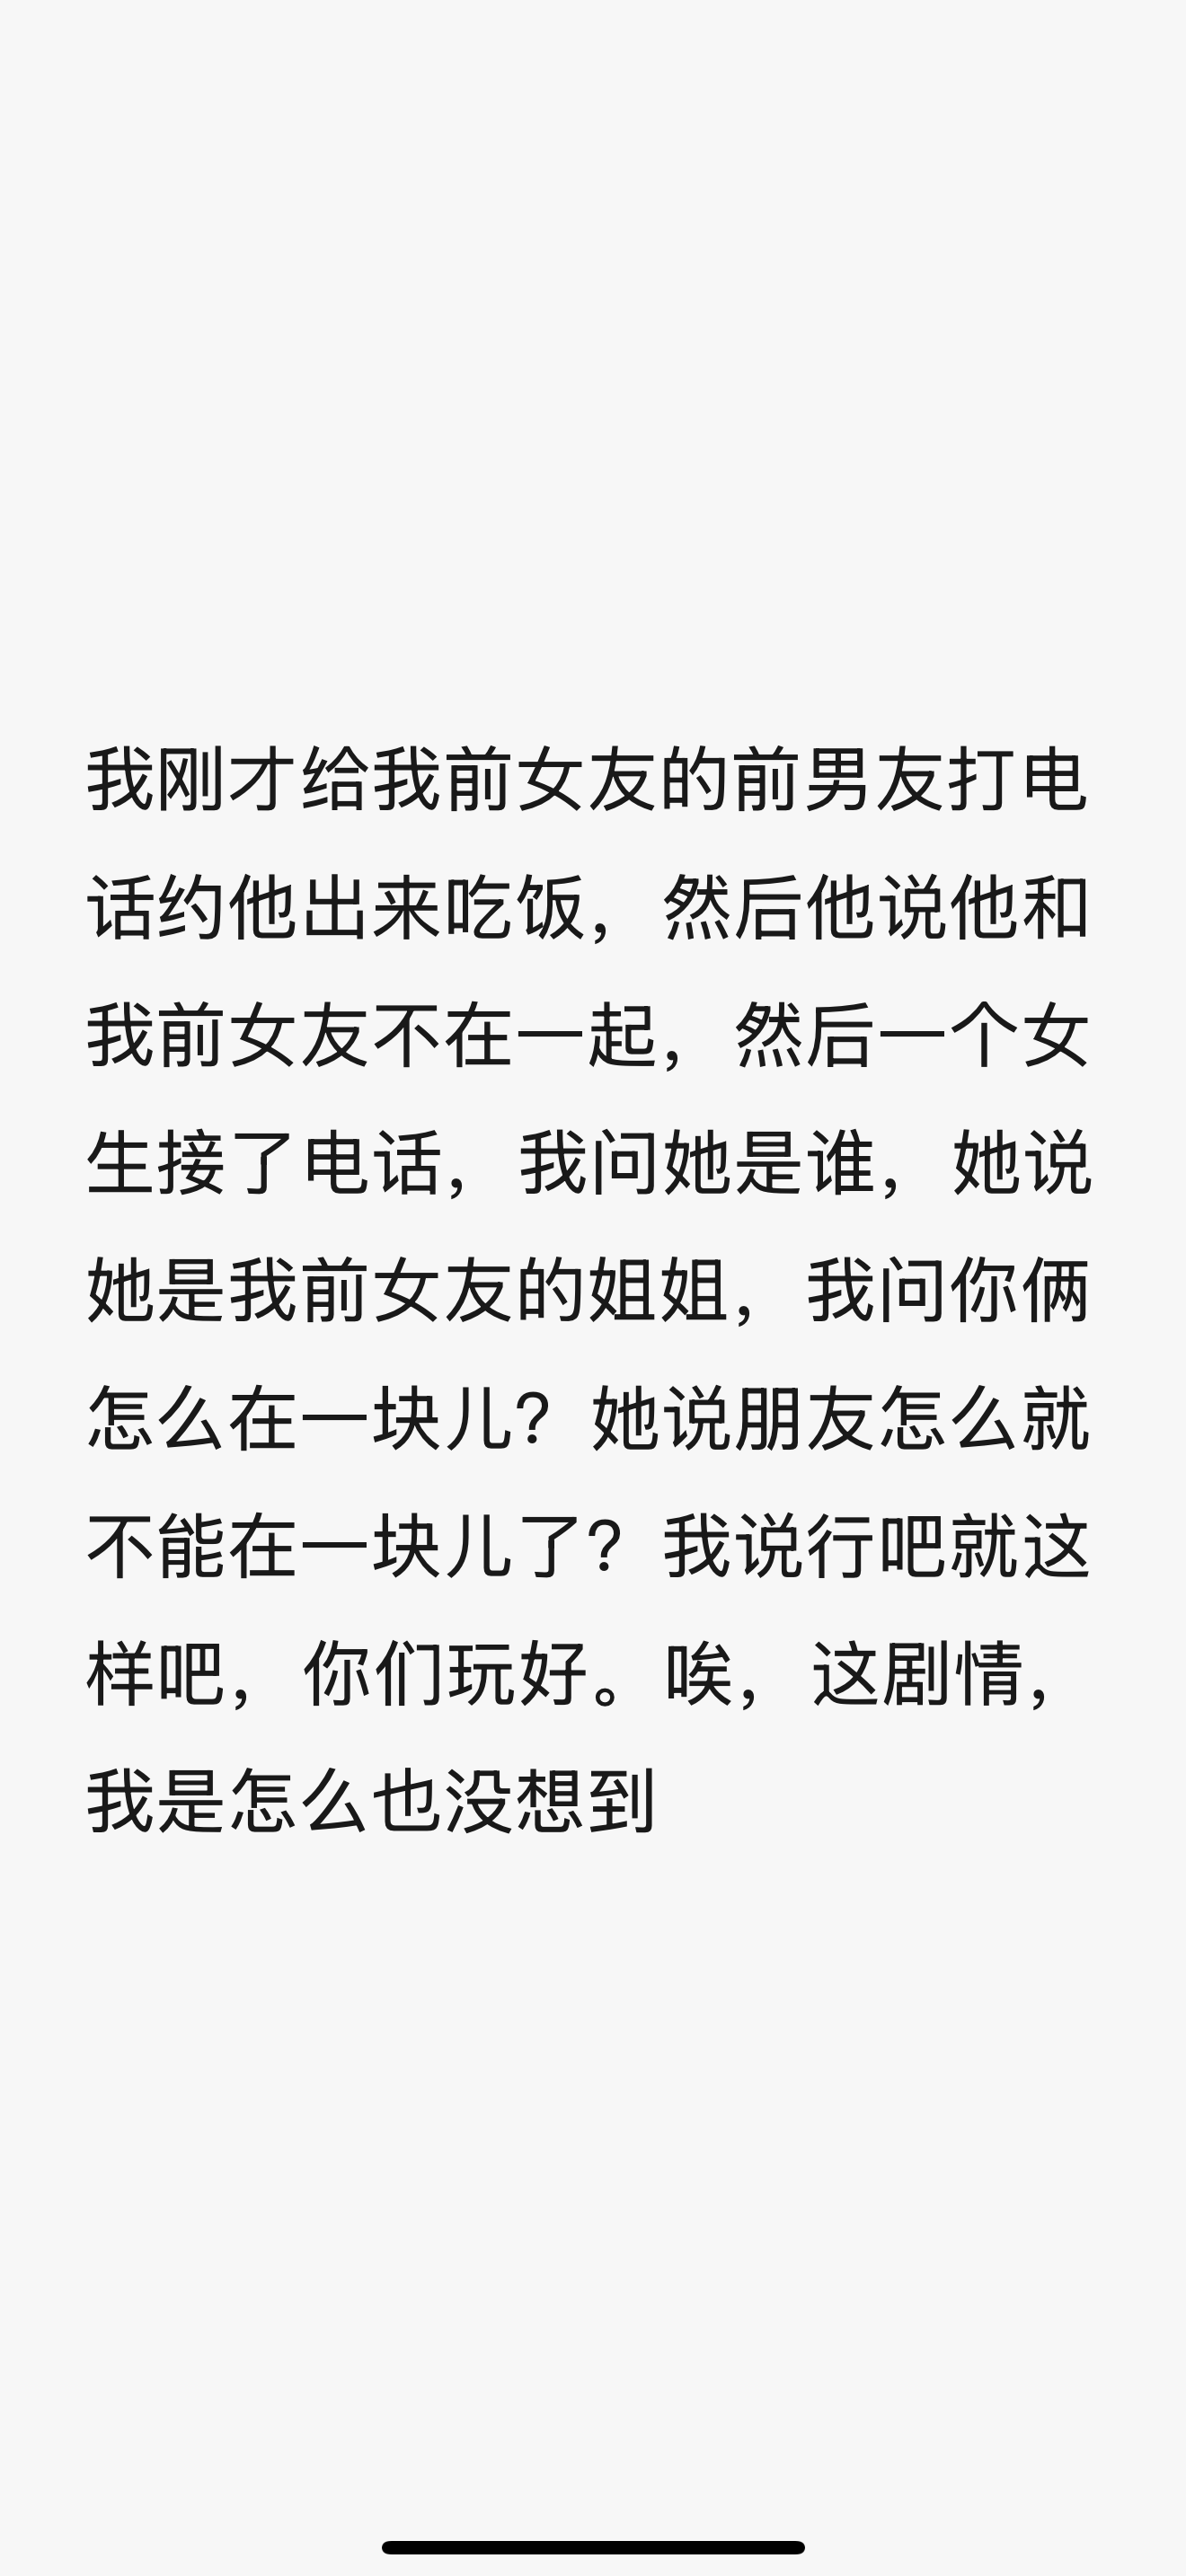 我刚才给我前女友的前男友打电
话约他出来吃饭，然后他说他和
我前女友不在一起，然后一个女
生接了电话，我问她是谁，她说
她是我前女友的姐姐，我问你俩
怎么在一块儿？她说朋友怎么就
不能在一块儿了？我说行吧就这
样吧，你们玩好。唉，这剧情，
我是怎么也没想到